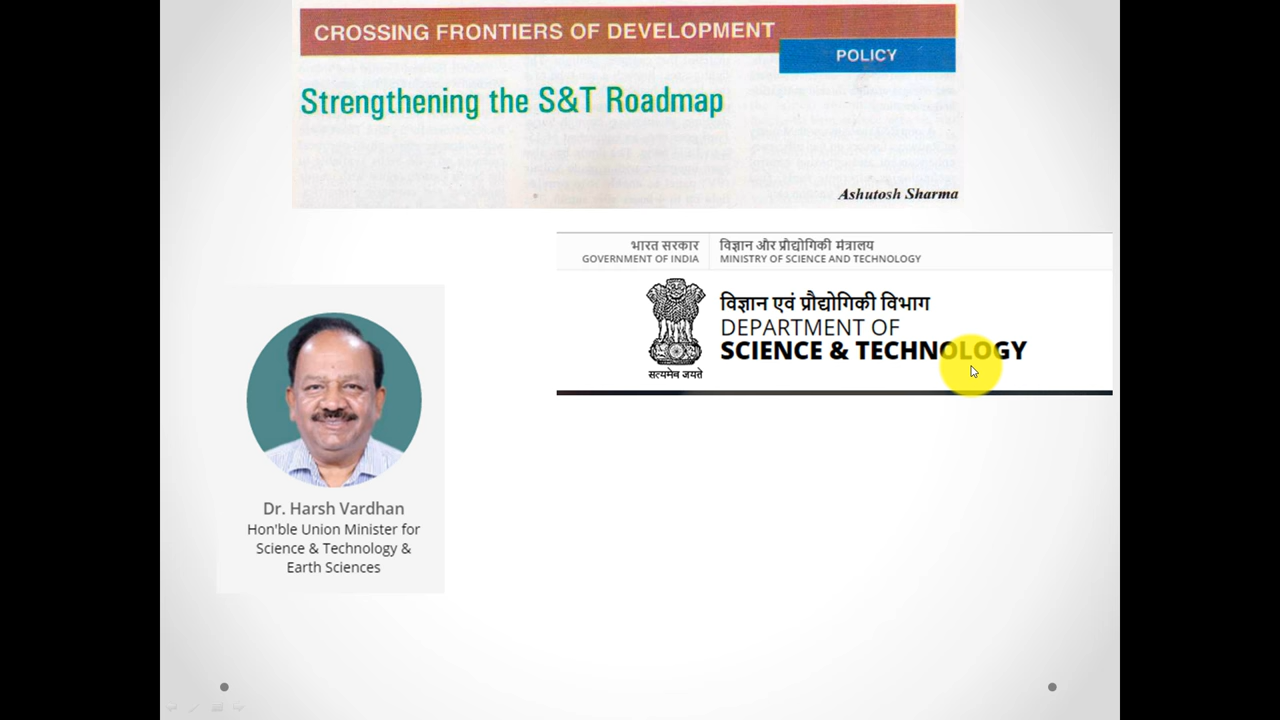 CROSSING FRONTIERS OF DEVELOPMENT
POLICY
Strengthening the S&T Roadmap
Ashutosh Sharma
भारत सरकार
GOVERNMENT OF INDIA
विज्ञान और प्रौद्योगिकी मंत्रालय
MINISTRY OF SCIENCE AND TECHNOLOGY
विज्ञान एवं प्रौद्योगिकी विभाग
DEPARTMENT OF
SCIENCE & TECHNOLOGY
सत्यमेव जयते
Dr. Harsh Vardhan
Hon'ble Union Minister for
Science & Technology &
Earth Sciences